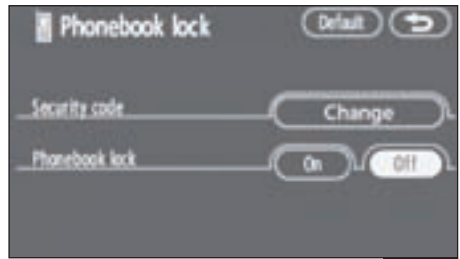 Phonebook lock Default
Security code Change
Phonebook lock On Off